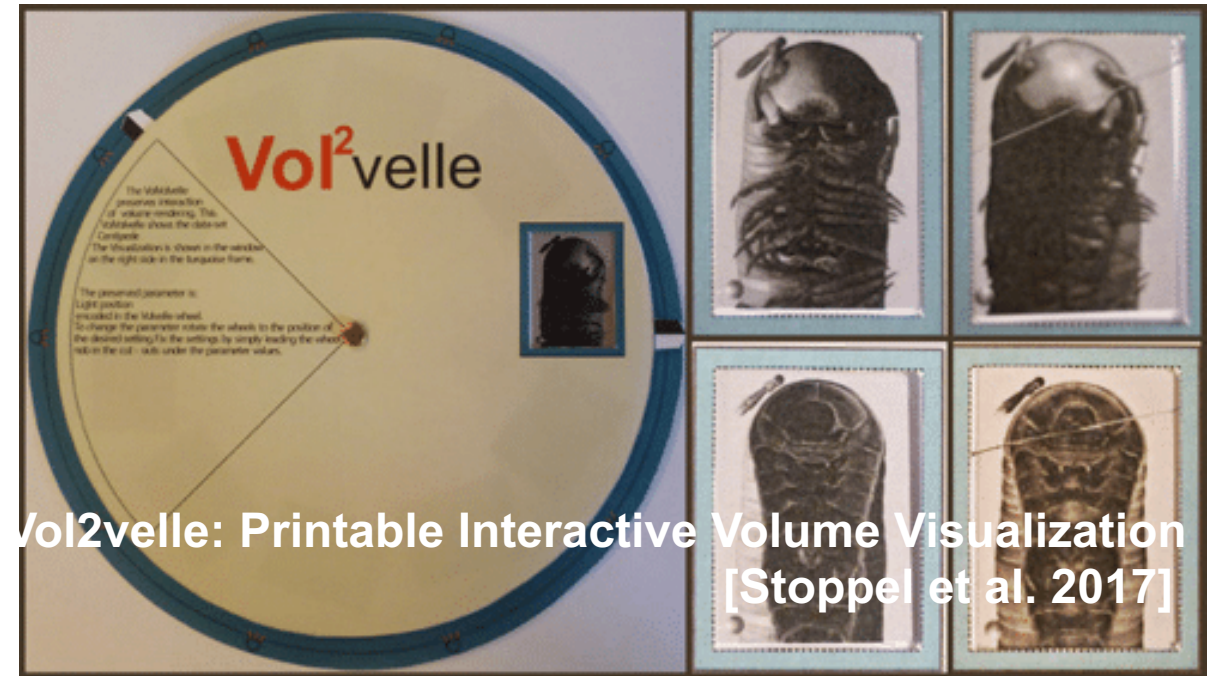 Vol²velle
The Vol²velle
preserves interaction
of volume rendering. This
Vol²velle shows the data set
Centipede
The Visualization is shown in the window
on the right side in the turquoise frame.
The preserved parameter is:
Light position
encoded in the Volvelle wheel.
To change the parameter rotate the wheels to the position of
the desired setting.fix the settings by simply leading the wheel
nob in the cut - outs under the parameter values.
Vol2velle: Printable Interactive Volume Visualization
[Stoppel et al. 2017]